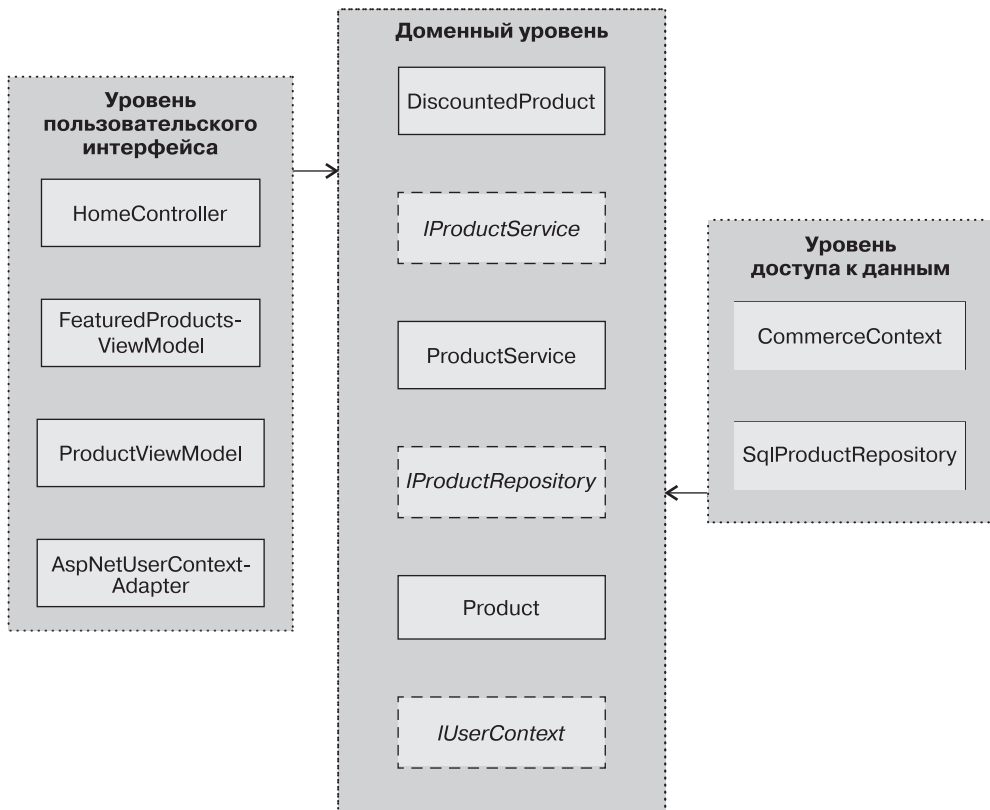 Уровень
пользовательского
интерфейса
HomeController
FeaturedProducts-
ViewModel
ProductViewModel
AspNetUserContext-
Adapter
Доменный уровень
DiscountedProduct
IProductService
ProductService
IProductRepository
Product
IUserContext
Уровень
доступа к данным
CommerceContext
SqlProductRepository